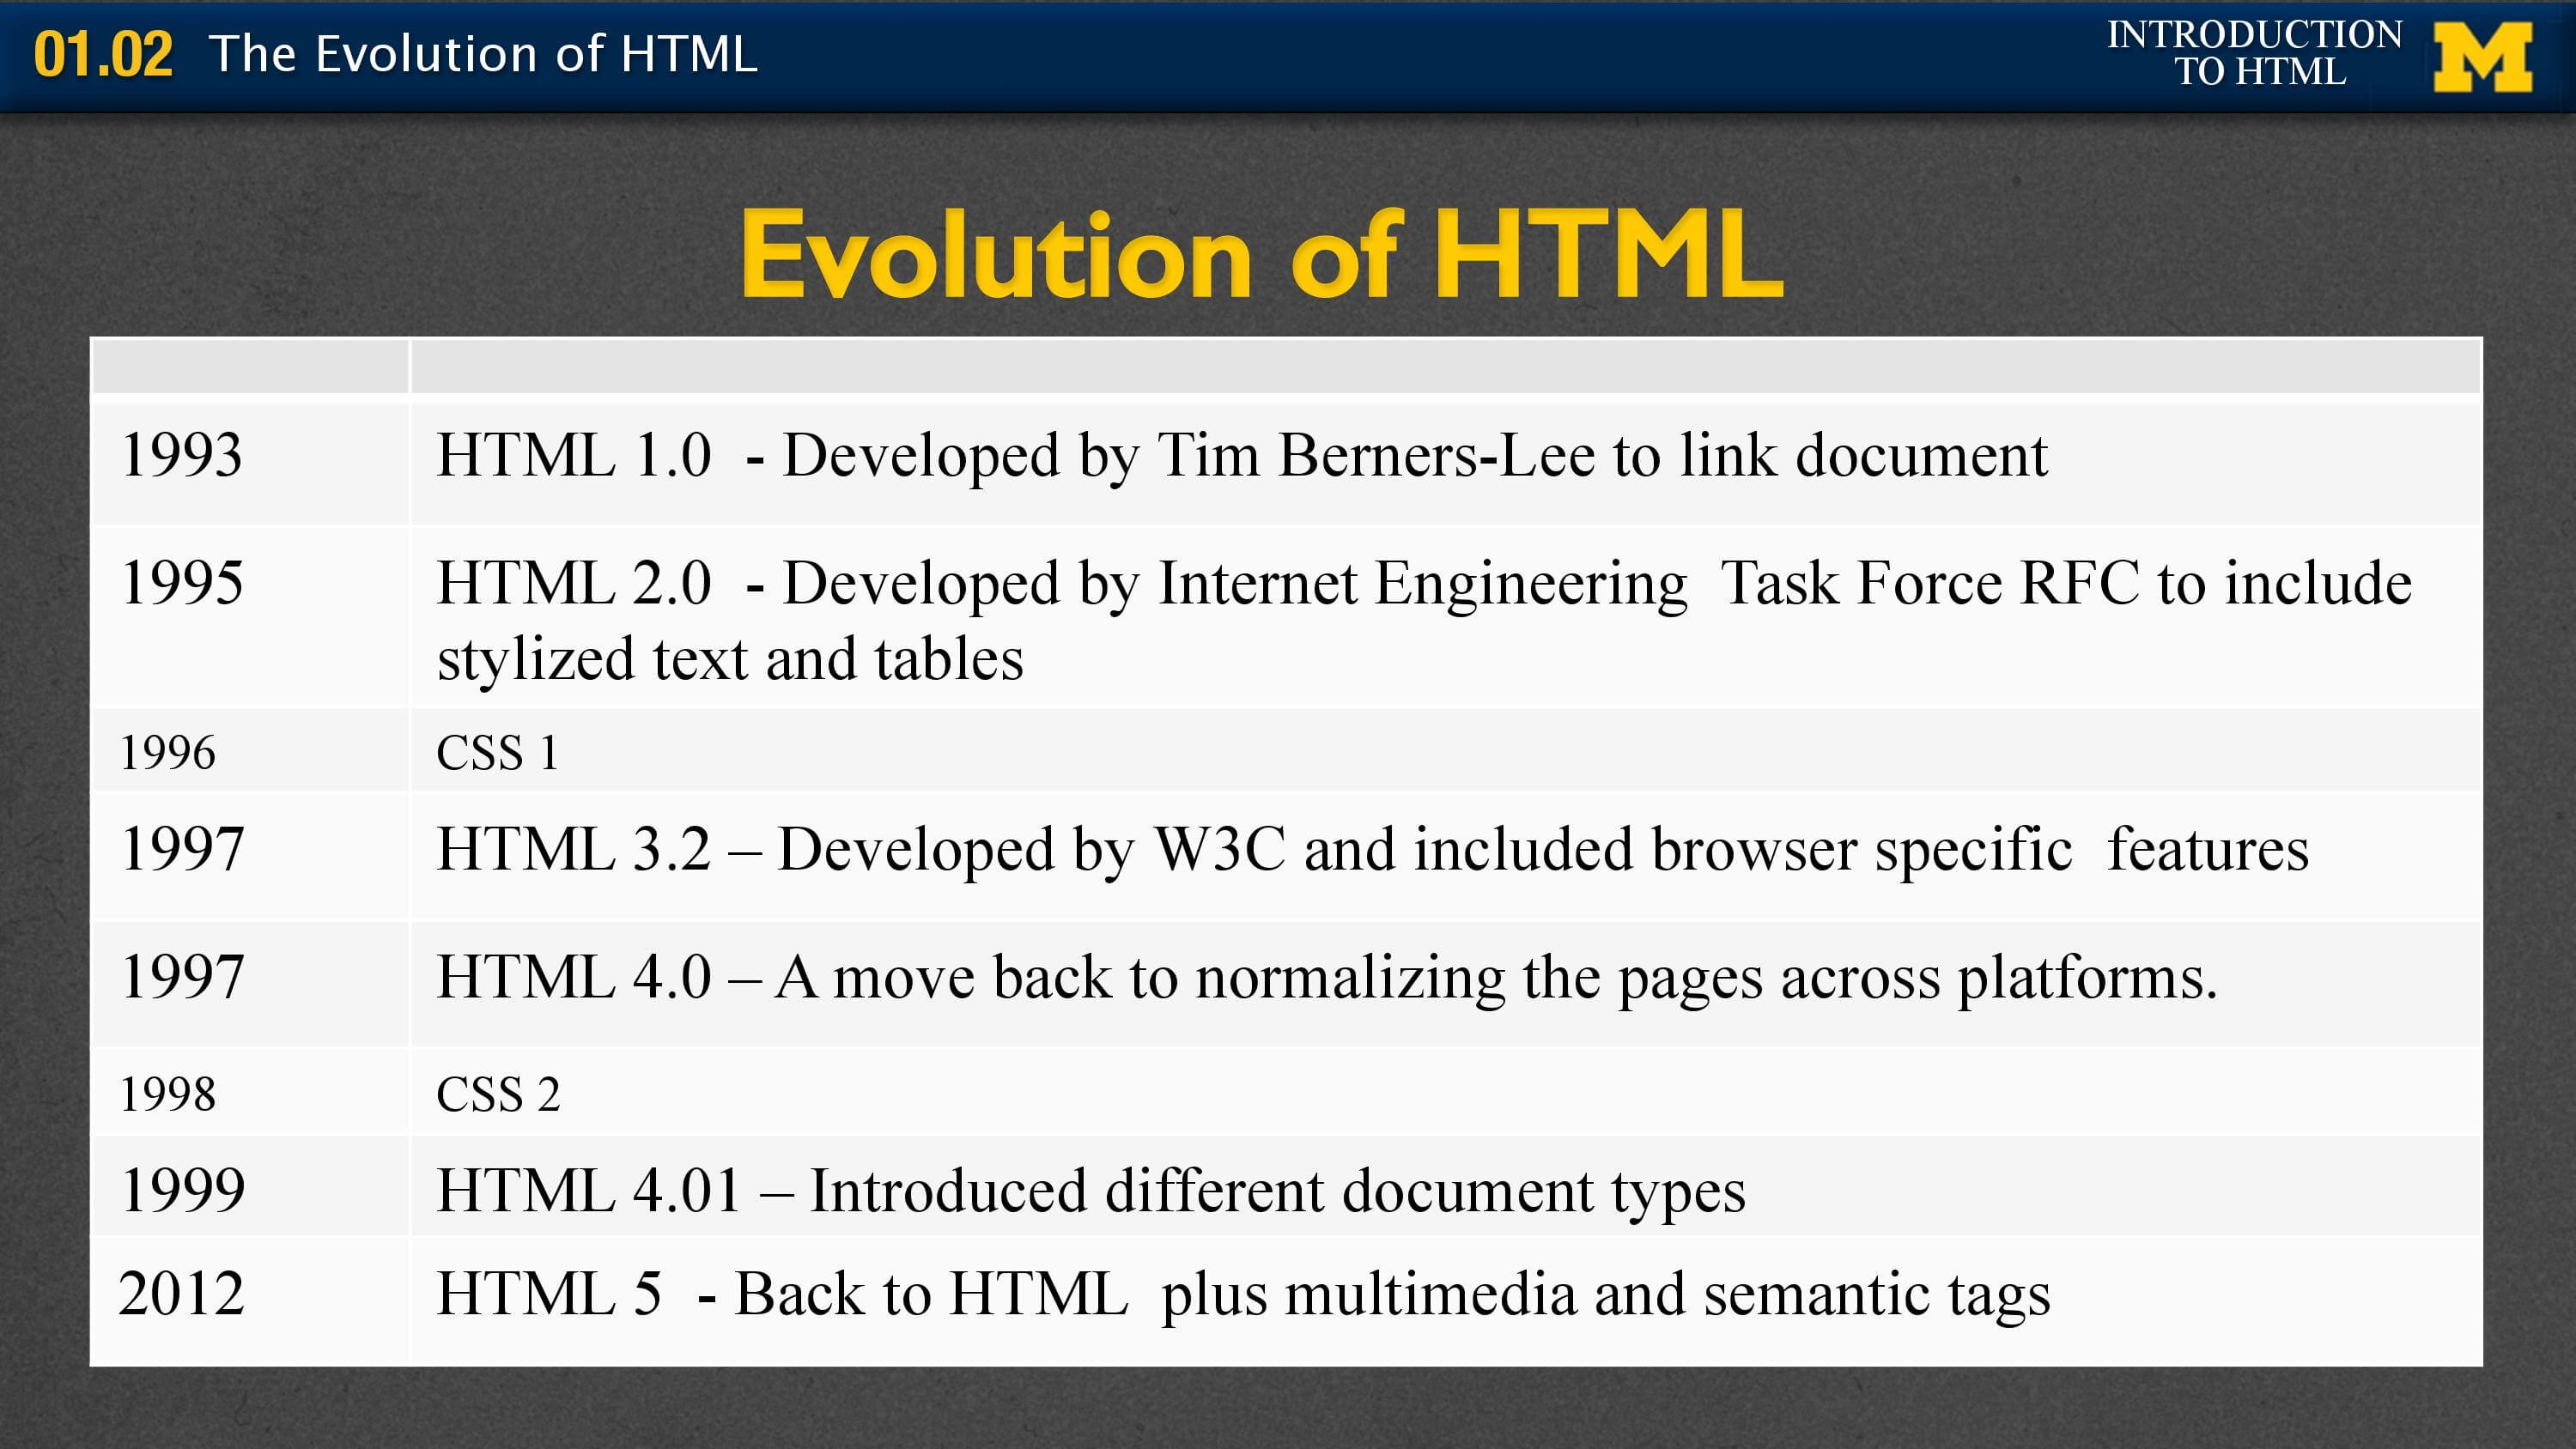 01.02 The Evolution of HTML
INTRODUCTION
TO HTML
M
Evolution of HTML
1993 HTML 1.0 - Developed by Tim Berners-Lee to link document
1995 HTML 2.0 - Developed by Internet Engineering Task Force RFC to include
stylized text and tables
1996 CSS 1
1997 HTML 3.2 – Developed by W3C and included browser specific features
1997 HTML 4.0 – A move back to normalizing the pages across platforms.
1998 CSS 2
1999 HTML 4.01 – Introduced different document types
2012 HTML 5 - Back to HTML plus multimedia and semantic tags